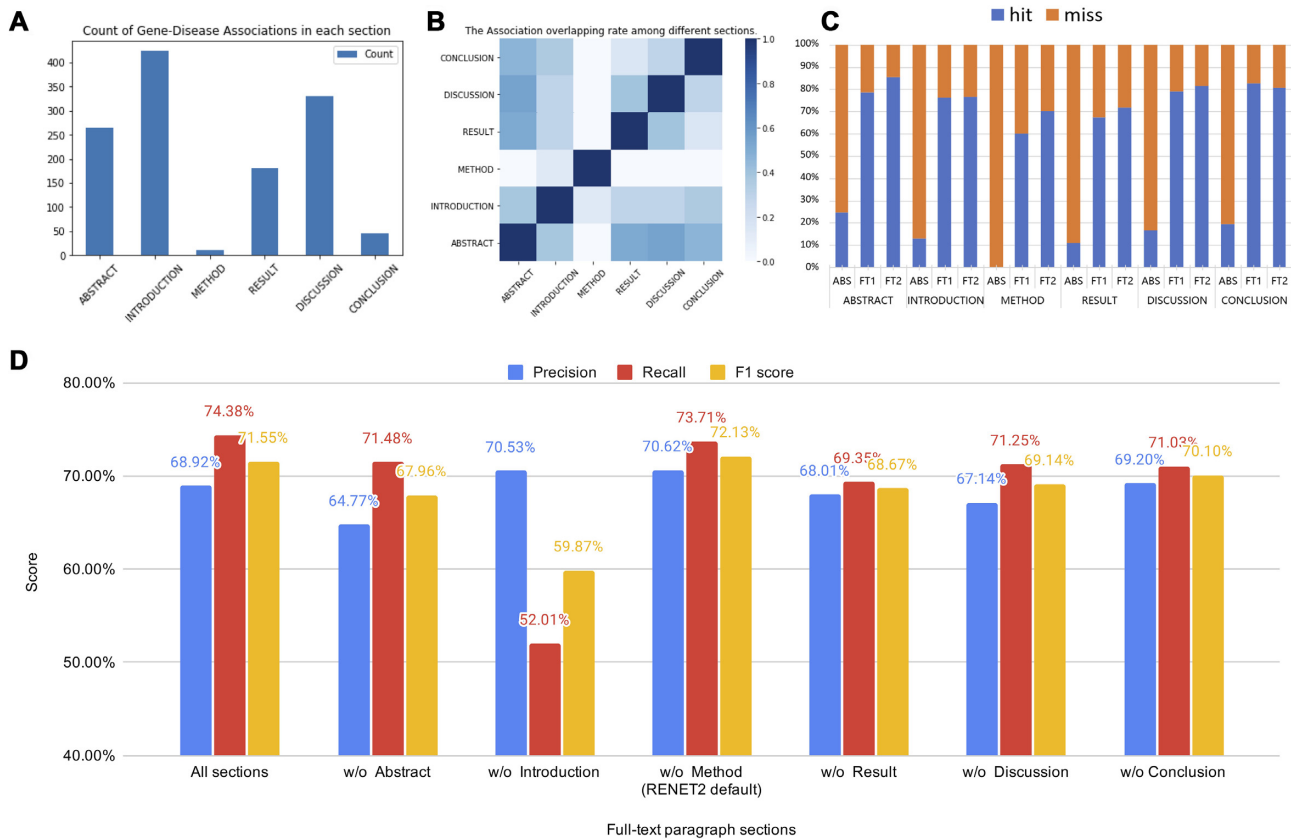 A
Count of Gene-Disease Associations in each section
Count
400
350
300
250
200
150
100
50
0
ABSTRACT
INTRODUCTION
METHOD
RESULT
DISCUSSION
CONCLUSION
B
The Association overlapping rate among different sections.
CONCLUSION
DISCUSSION
RESULT
METHOD
INTRODUCTION
ABSTRACT
ABSTRACT
INTRODUCTION
METHOD
RESULT
DISCUSSION
CONCLUSION
1.0
0.8
0.6
0.4
0.2
0.0
C
hit miss
100%
90%
80%
70%
60%
50%
40%
30%
20%
10%
0%
ABS FT1 FT2 ABS FT1 FT2 ABS FT1 FT2 ABS FT1 FT2 ABS FT1 FT2 ABS FT1 FT2
ABSTRACT INTRODUCTION METHOD RESULT DISCUSSION CONCLUSION
D
Precision Recall F1 score
Score
80.00%
70.00%
60.00%
50.00%
40.00%
68.92% 74.38% 71.55%
64.77% 71.48% 67.96%
70.53% 52.01% 59.87%
70.62% 73.71% 72.13%
68.01% 69.35% 68.67%
67.14% 71.25% 69.14%
69.20% 71.03% 70.10%
All sections w/o Abstract w/o Introduction w/o Method w/o Result w/o Discussion w/o Conclusion
(RENET2 default)
Full-text paragraph sections